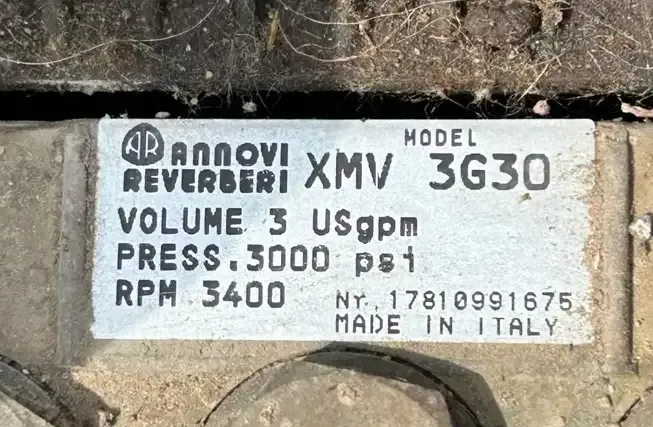 MODEL
AR ANNOVI REVERBERI XMV 3G30
VOLUME 3 USgpm
PRESS.3000 psi
RPM 3400
Nr.17810991675
MADE IN ITALY